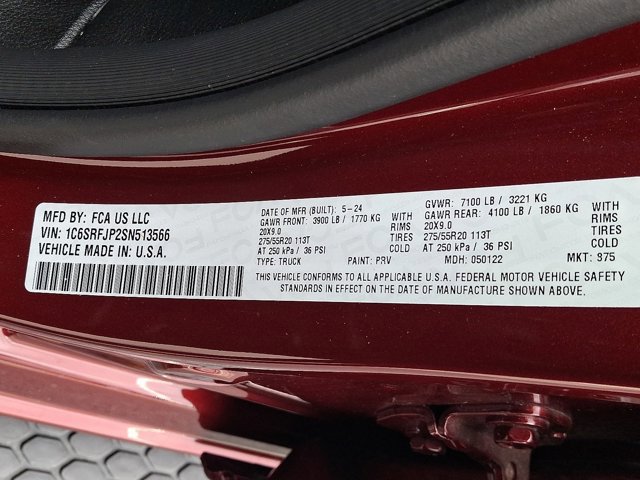 MFD BY: FCA US LLC
VIN: 1C6SRFJP2SN513566
VEHICLE MADE IN: U.S.A.
DATE OF MFR (BUILT): 5-24
GAWR FRONT: 3900 LB / 1770 KG
20X9.0
275/55R20 113T
AT 250 kPa / 36 PSI
TYPE: TRUCK PAINT: PRV
WITH
RIMS
TIRES
COLD
GVWR: 7100 LB / 3221 KG
GAWR REAR: 4100 LB / 1860 KG
20X9.0
275/55R20 113T
AT 250 kPa / 36 PSI
MDH: 050122 MKT: 975
WITH
RIMS
TIRES
COLD
THIS VEHICLE CONFORMS TO ALL APPLICABLE U.S.A. FEDERAL MOTOR VEHICLE SAFETY
STANDARDS IN EFFECT ON THE DATE OF MANUFACTURE SHOWN ABOVE.